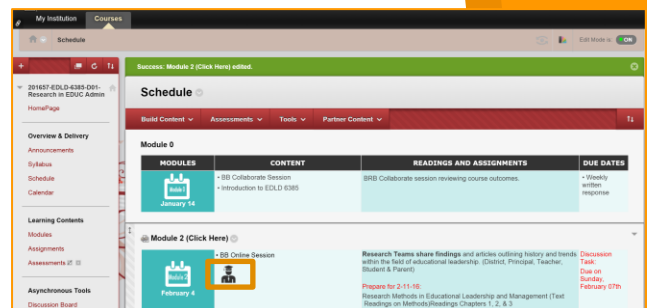 My Institution Courses
Schedule Edit Mode is: ON
Success: Module 2 (Click Here) edited.
201657-EDLD-6385-D01-
Research in EDUC Admin
HomePage
Overview & Delivery
Announcements
Syllabus
Schedule
Calendar
Learning Contents
Modules
Assignments
Assessments
Asynchronous Tools
Discussion Board
Schedule
Build Content Assessments Tools Partner Content
Module 0
MODULES CONTENT READINGS AND ASSIGNMENTS DUE DATES
January 14
• BB Collaborate Session
• Introduction to EDLD 6385
BRB Collaborate session reviewing course outcomes.
• Weekly
written
response
Module 2 (Click Here)
Module 2
February 4
• BB Online Session
Research Teams share findings and articles outlining history and trends
within the field of educational leadership. (District, Principal, Teacher,
Student & Parent)
Prepare for 2-11-16:
Research Methods in Educational Leadership and Management (Text
Readings on Methods)Readings Chapters 1, 2, & 3
Discussion
Task:
Due on
Sunday,
February 07th